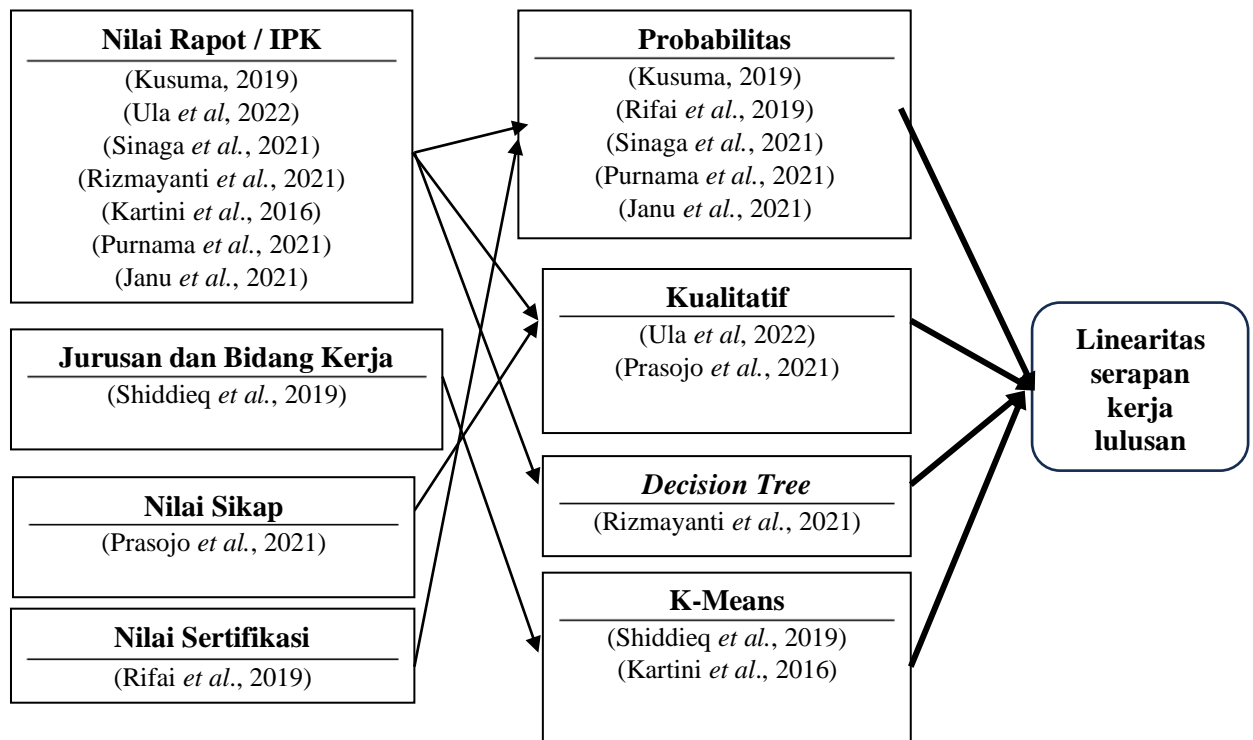 Nilai Rapot / IPK
(Kusuma, 2019)
(Ula et al, 2022)
(Sinaga et al., 2021)
(Rizmayanti et al., 2021)
(Kartini et al., 2016)
(Purnama et al., 2021)
(Janu et al., 2021)
Jurusan dan Bidang Kerja
(Shiddieq et al., 2019)
Nilai Sikap
(Prasojo et al., 2021)
Nilai Sertifikasi
(Rifai et al., 2019)
Probabilitas
(Kusuma, 2019)
(Rifai et al., 2019)
(Sinaga et al., 2021)
(Purnama et al., 2021)
(Janu et al., 2021)
Kualitatif
(Ula et al, 2022)
(Prasojo et al., 2021)
Decision Tree
(Rizmayanti et al., 2021)
K-Means
(Shiddieq et al., 2019)
(Kartini et al., 2016)
Linearitas
serapan
kerja
lulusan